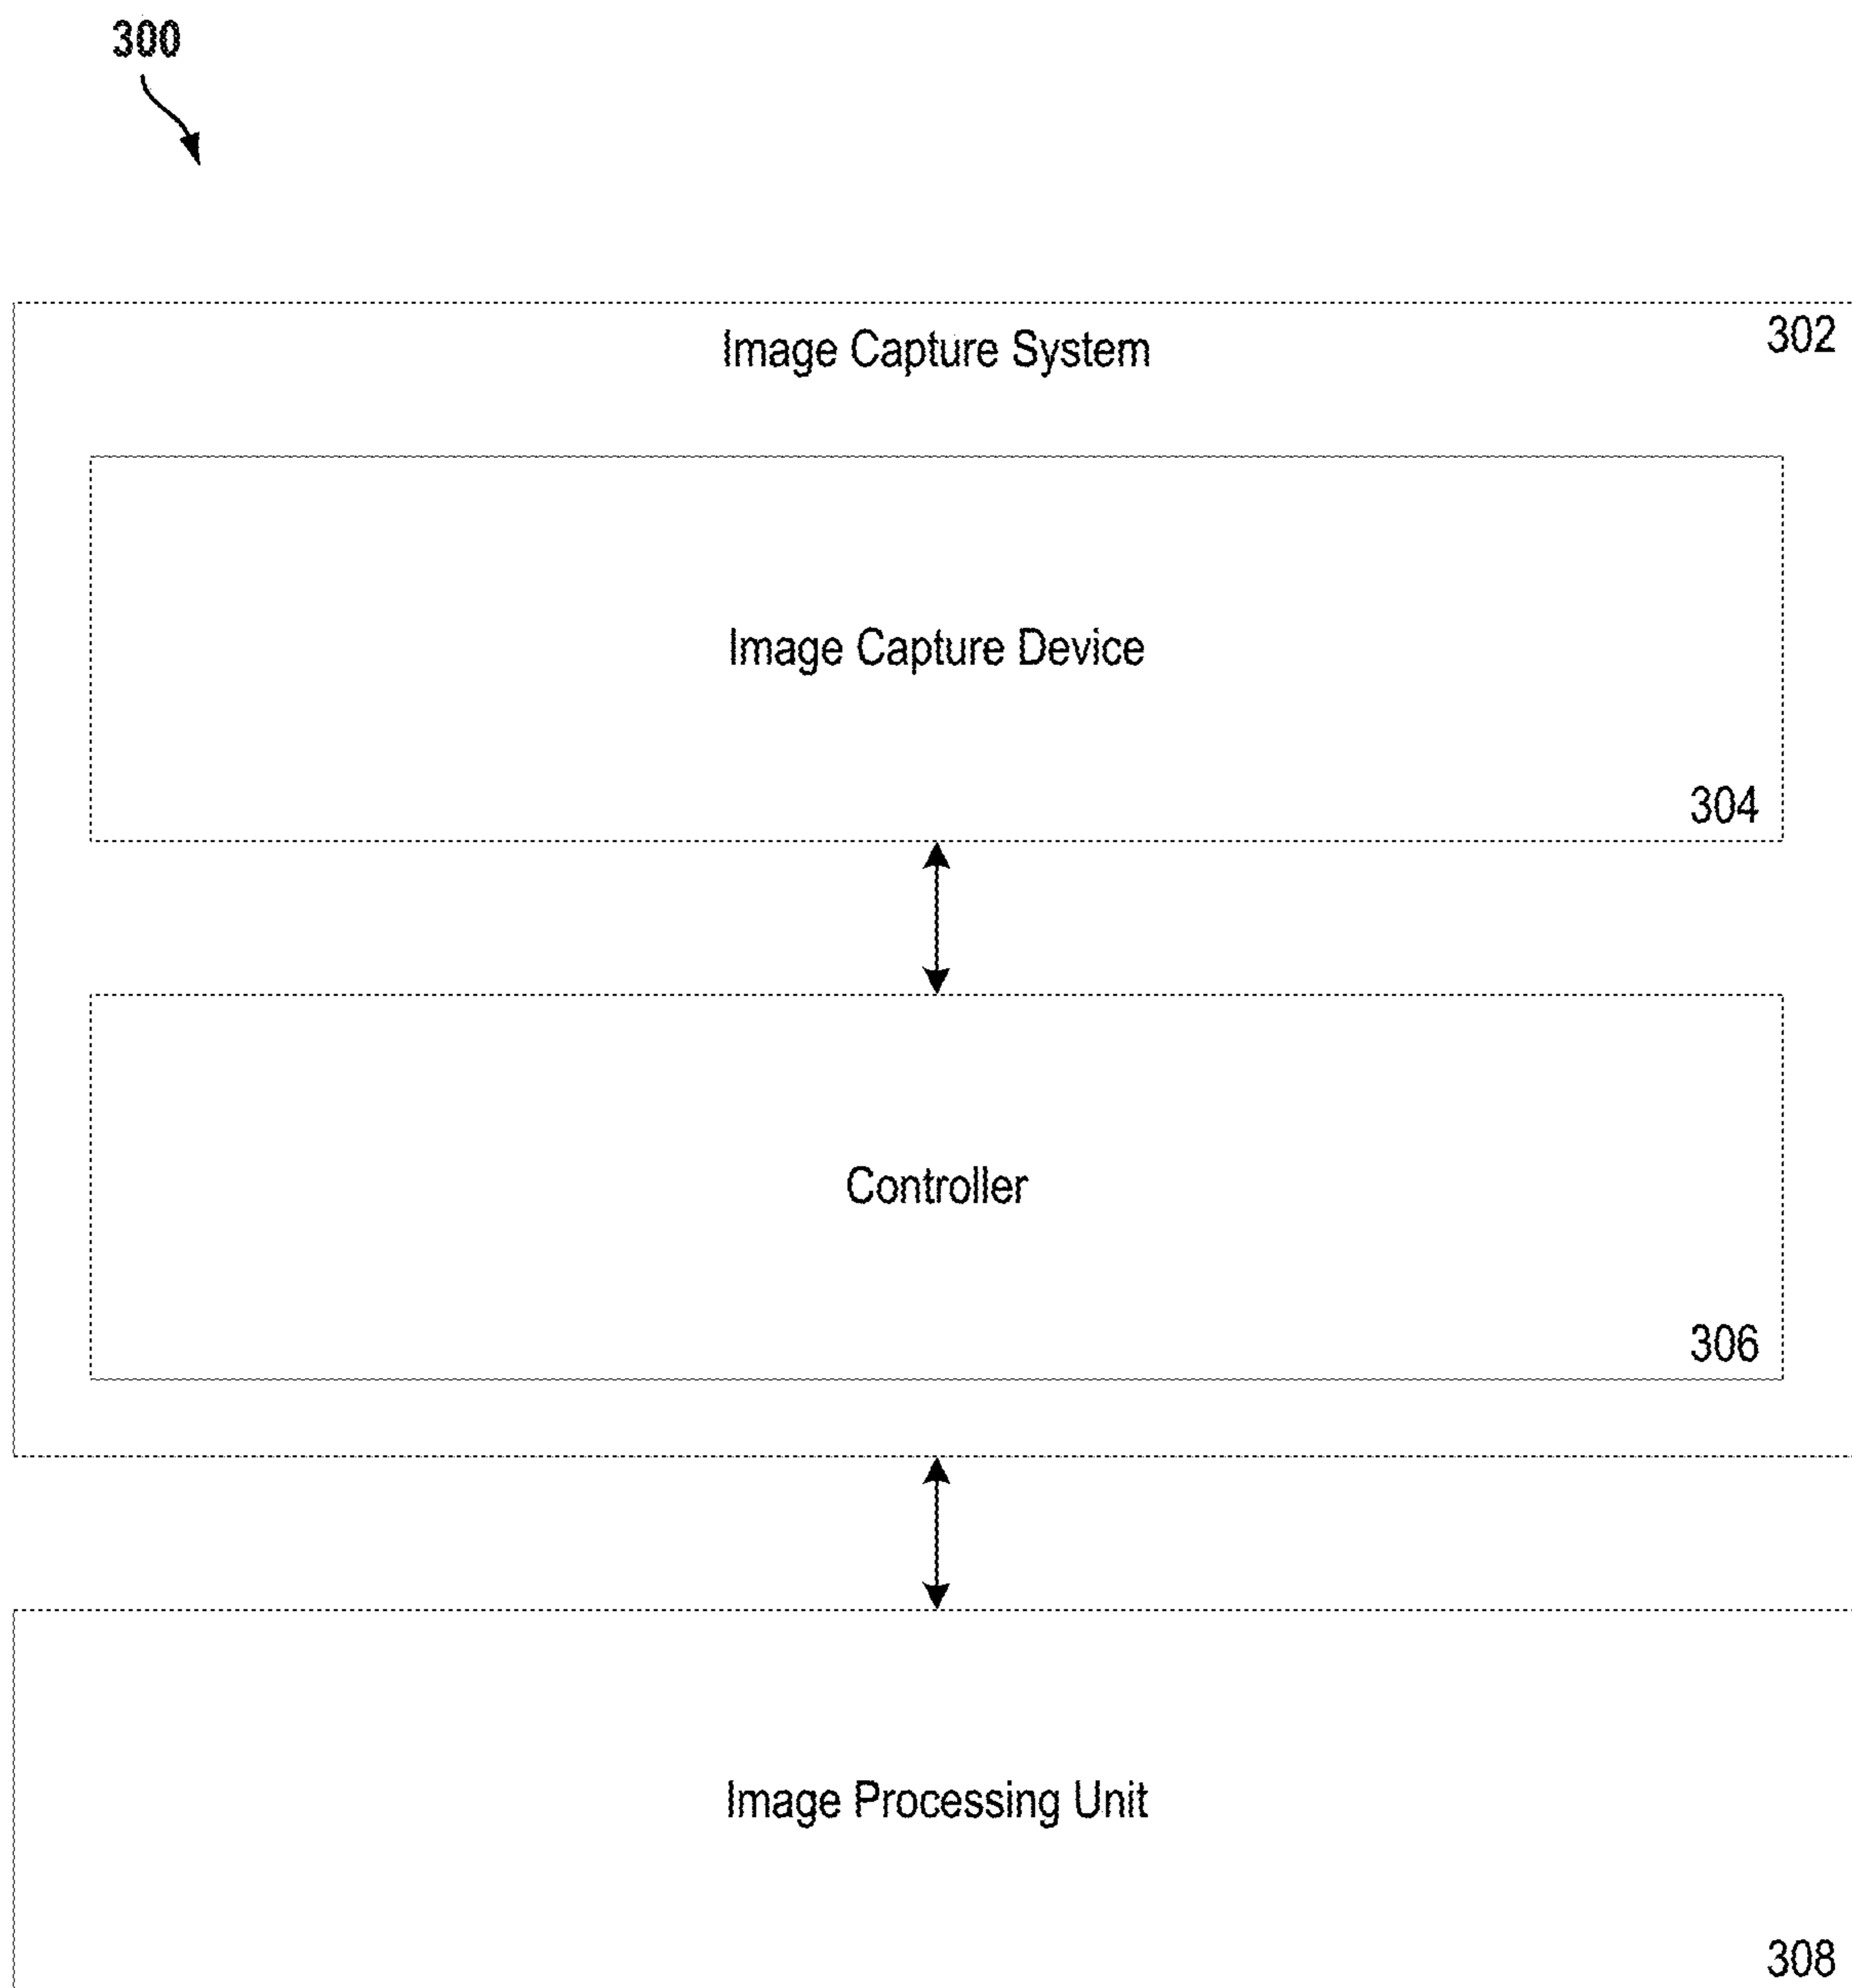 300
Image Capture System
302
Image Capture Device
304
Controller
306
Image Processing Unit
308